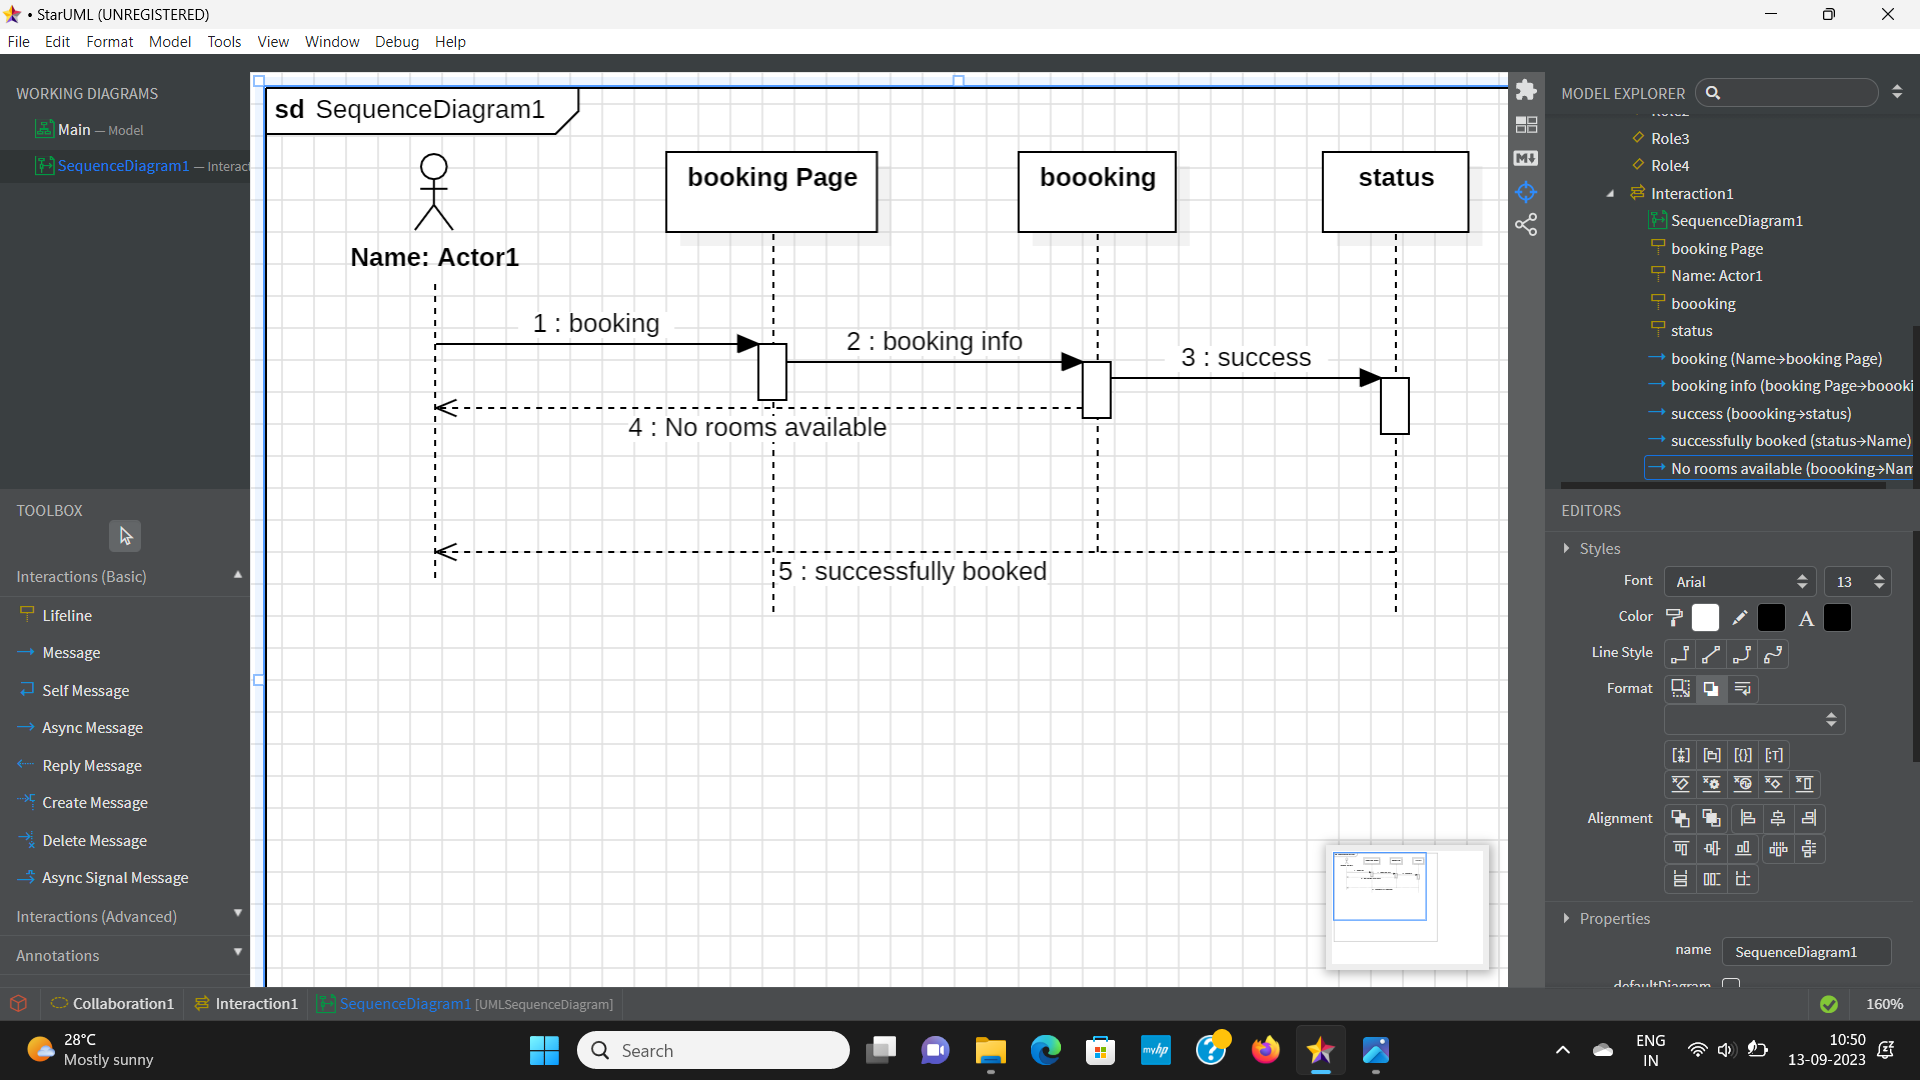 • StarUML (UNREGISTERED)
File Edit Format Model Tools View Window Debug Help
WORKING DIAGRAMS
Main — Model
SequenceDiagram1 — Interact
TOOLBOX
Interactions (Basic)
Lifeline
Message
Self Message
Async Message
Reply Message
Create Message
Delete Message
Async Signal Message
Interactions (Advanced)
Annotations
sd SequenceDiagram1
booking Page
boooking
status
Name: Actor1
1 : booking
2 : booking info
3 : success
4 : No rooms available
5 : successfully booked
MODEL EXPLORER
Role2
Role3
Role4
Interaction1
SequenceDiagram1
booking Page
Name: Actor1
boooking
status
booking (Name→booking Page)
booking info (booking Page→boooki
success (boooking→status)
successfully booked (status→Name)
No rooms available (boooking→Nam
EDITORS
Styles
Font Arial 13
Color A
Line Style
Format
Alignment
Properties
name SequenceDiagram1
defaultDiagram
Collaboration1 Interaction1 SequenceDiagram1 [UMLSequenceDiagram]
160%
28°C
Mostly sunny
Search
myhp
ENG
IN
10:50
13-09-2023